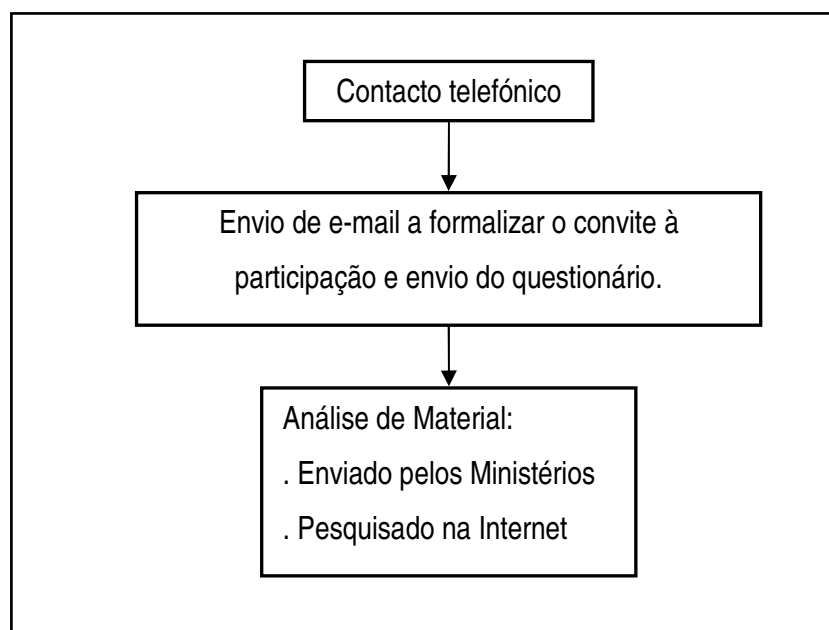 Contacto telefónico
Envio de e-mail a formalizar o convite à
participação e envio do questionário.
Análise de Material:
. Enviado pelos Ministérios
. Pesquisado na Internet